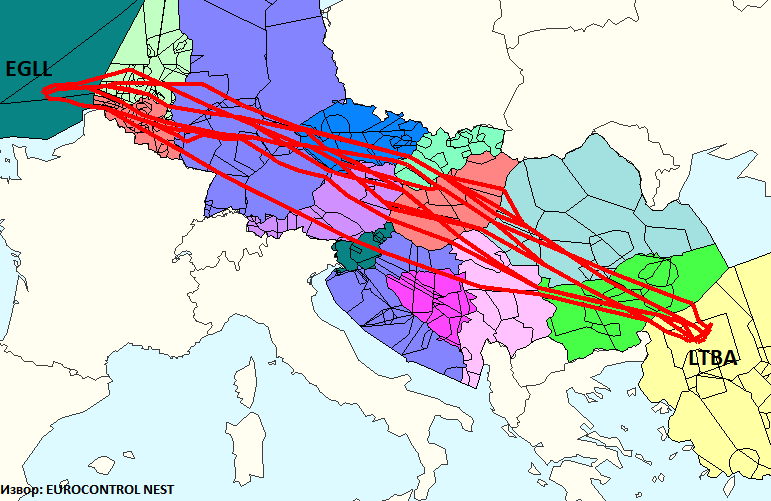 EGLL
LTBA
Извор: EUROCONTROL NEST